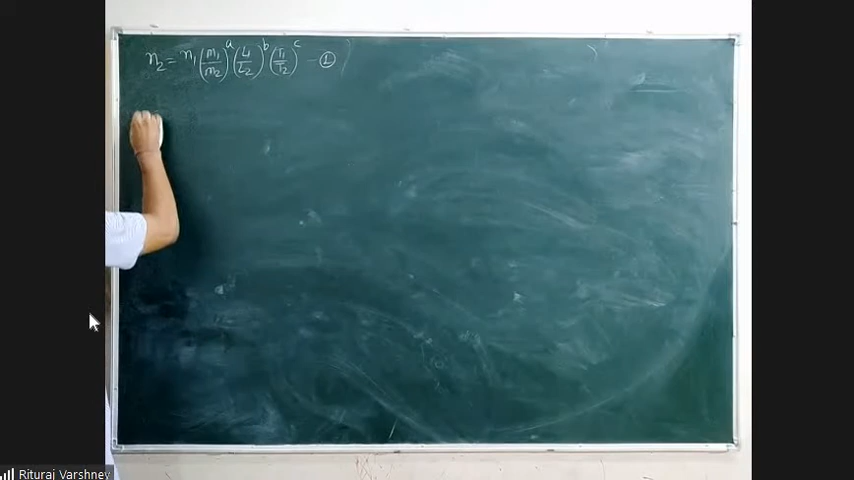 n₂ = n₁ (M₁/M₂)ᵃ (L₁/L₂)ᵇ (T₁/T₂)ᶜ — ①
Rituraj Varshney